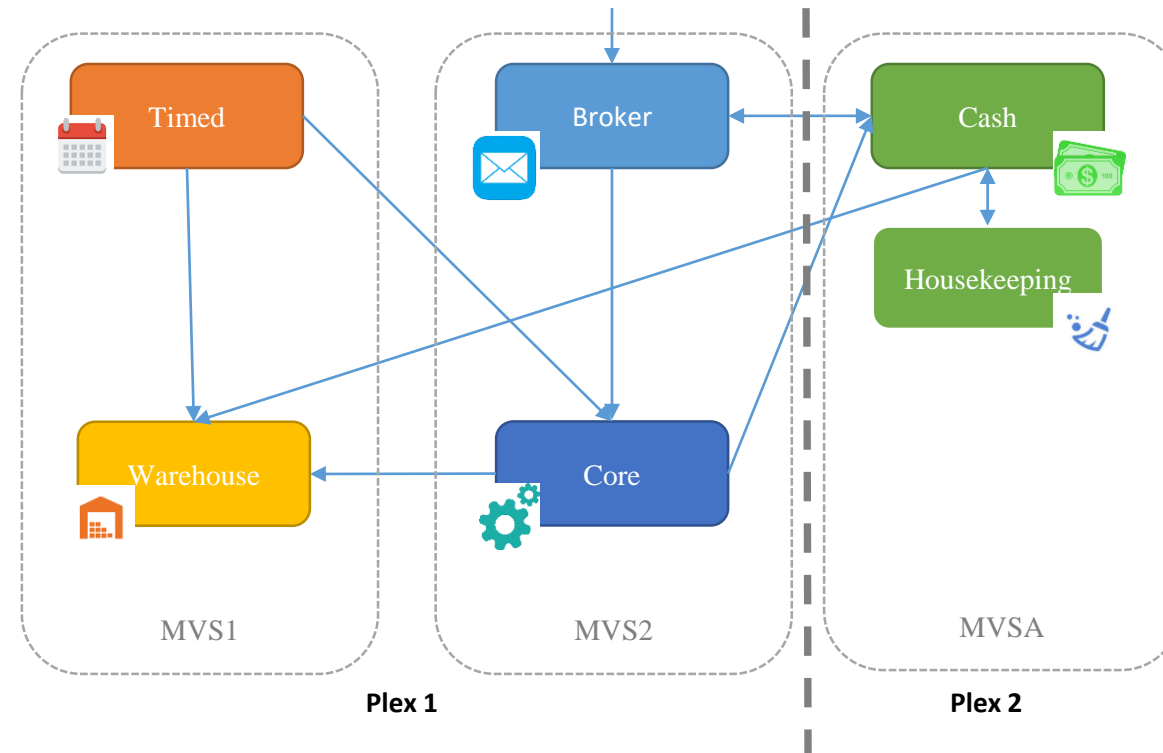 Timed
Broker
Cash
Housekeeping
Warehouse
Core
MVS1
MVS2
MVSA
Plex 1
Plex 2